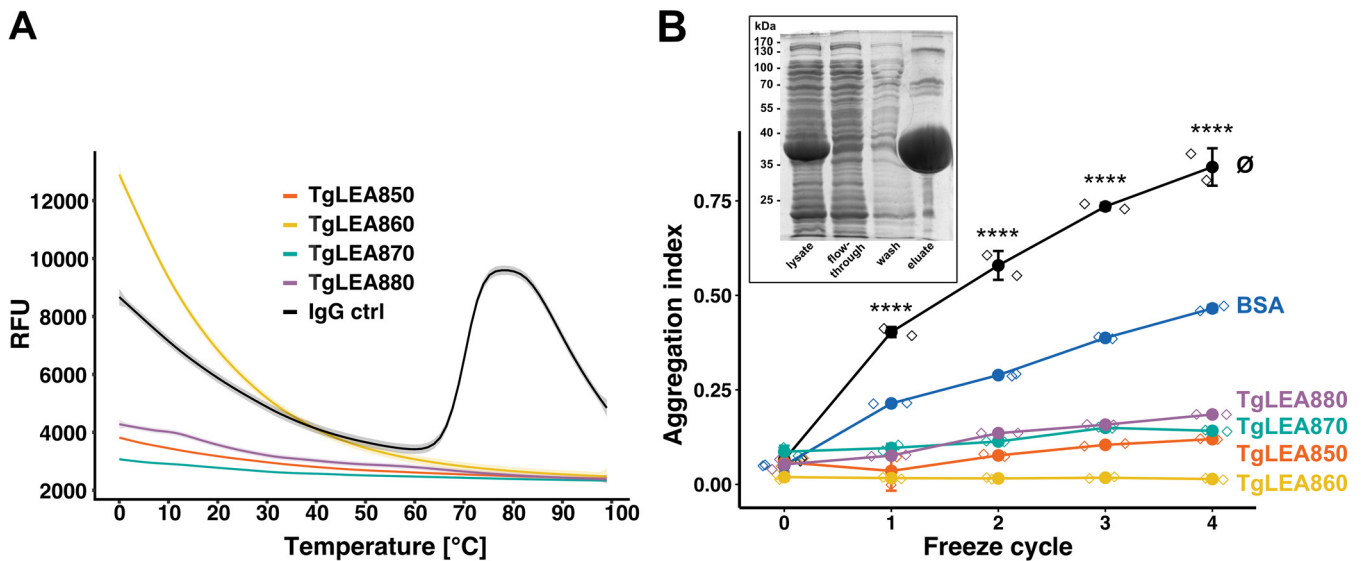 A
RFU
12000
10000
8000
6000
4000
2000
TgLEA850
TgLEA860
TgLEA870
TgLEA880
IgG ctrl
0 10 20 30 40 50 60 70 80 90 100
Temperature [°C]
B
kDa
170
130
100
70
55
40
35
25
lysate
flow-
through
wash
eluate
Aggregation index
0.75
0.50
0.25
0.00
****
****
****
****
Ø
BSA
TgLEA880
TgLEA870
TgLEA850
TgLEA860
0 1 2 3 4
Freeze cycle